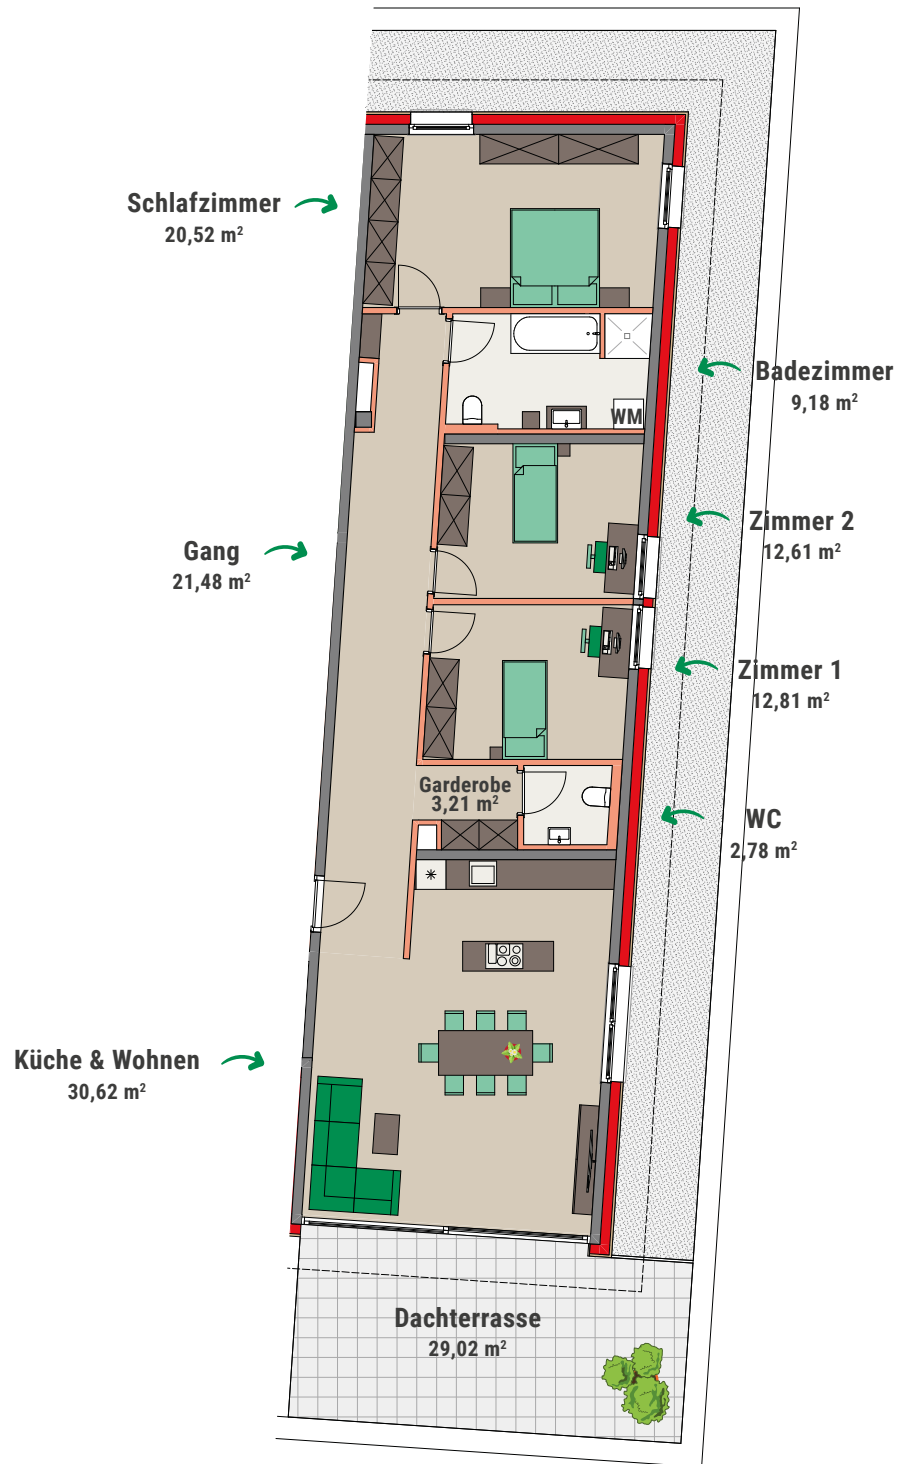 Schlafzimmer
20,52 m²
Badezimmer
9,18 m²
WM
Zimmer 2
12,61 m²
Gang
21,48 m²
Zimmer 1
12,81 m²
Garderobe
3,21 m²
WC
2,78 m²
Küche & Wohnen
30,62 m²
Dachterrasse
29,02 m²